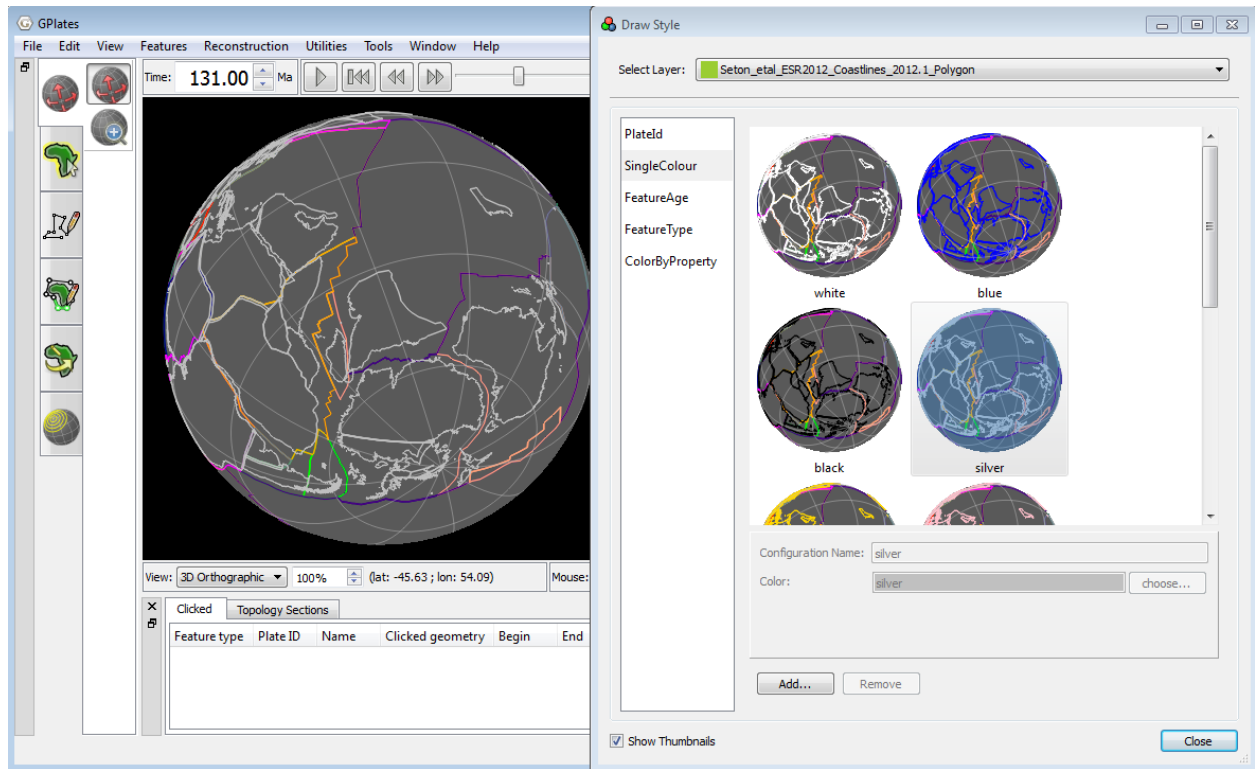 GPlates
File Edit View Features Reconstruction Utilities Tools Window Help
Time: 131.00 Ma
View: 3D Orthographic 100% (lat: -45.63 ; lon: 54.09) Mouse:
Clicked Topology Sections
Feature type Plate ID Name Clicked geometry Begin End
Draw Style
Select Layer: Seton_etal_ESR2012_Coastlines_2012.1_Polygon
PlateId
SingleColour
FeatureAge
FeatureType
ColorByProperty
white blue
black silver
Configuration Name: silver
Color: silver choose...
Add... Remove
Show Thumbnails Close